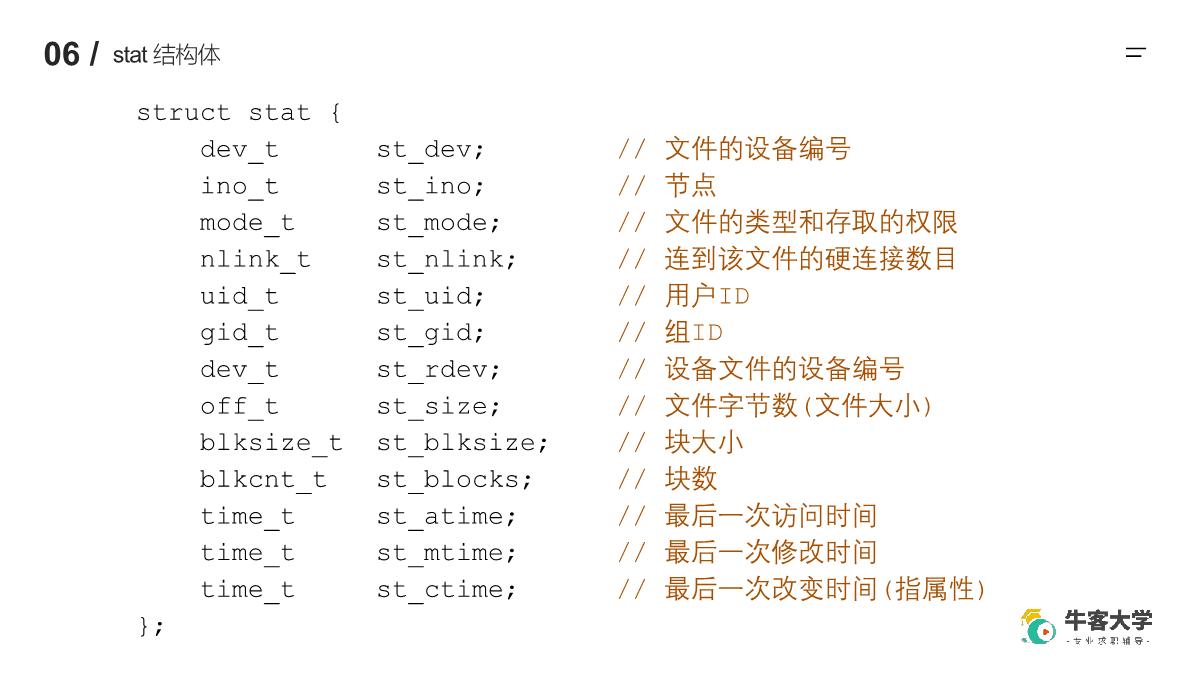 06 / stat 结构体
struct stat {
dev_t st_dev; // 文件的设备编号
ino_t st_ino; // 节点
mode_t st_mode; // 文件的类型和存取的权限
nlink_t st_nlink; // 连到该文件的硬连接数目
uid_t st_uid; // 用户ID
gid_t st_gid; // 组ID
dev_t st_rdev; // 设备文件的设备编号
off_t st_size; // 文件字节数(文件大小)
blksize_t st_blksize; // 块大小
blkcnt_t st_blocks; // 块数
time_t st_atime; // 最后一次访问时间
time_t st_mtime; // 最后一次修改时间
time_t st_ctime; // 最后一次改变时间(指属性)
};
牛客大学
-专业求职辅导-